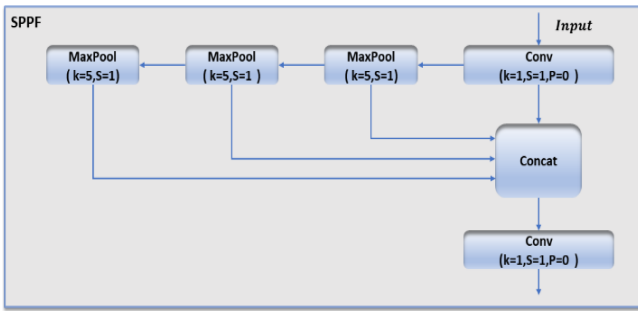 SPPF
Input
MaxPool
( k=5,S=1)
MaxPool
( k=5,S=1 )
MaxPool
( k=5,S=1)
Conv
(k=1,S=1,P=0 )
Concat
Conv
(k=1,S=1,P=0 )